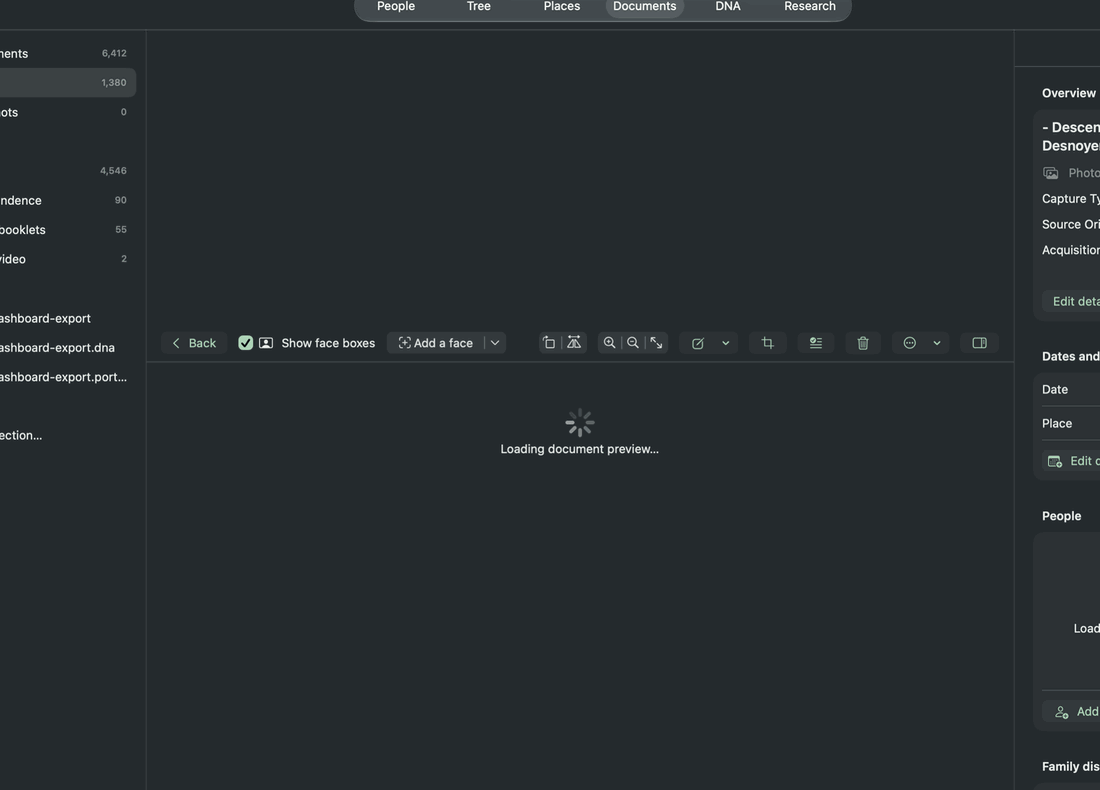 People Tree Places Documents DNA Research
ments 6,412
1,380
ots 0
4,546
ndence 90
booklets 55
video 2
ashboard-export
ashboard-export.dna
ashboard-export.port...
ection...
Back Show face boxes Add a face
Loading document preview...
Overview
- Descen
Desnoye
Photo
Capture Ty
Source Ori
Acquisition
Edit deta
Dates and
Date
Place
Edit
People
Load
Add
Family dis